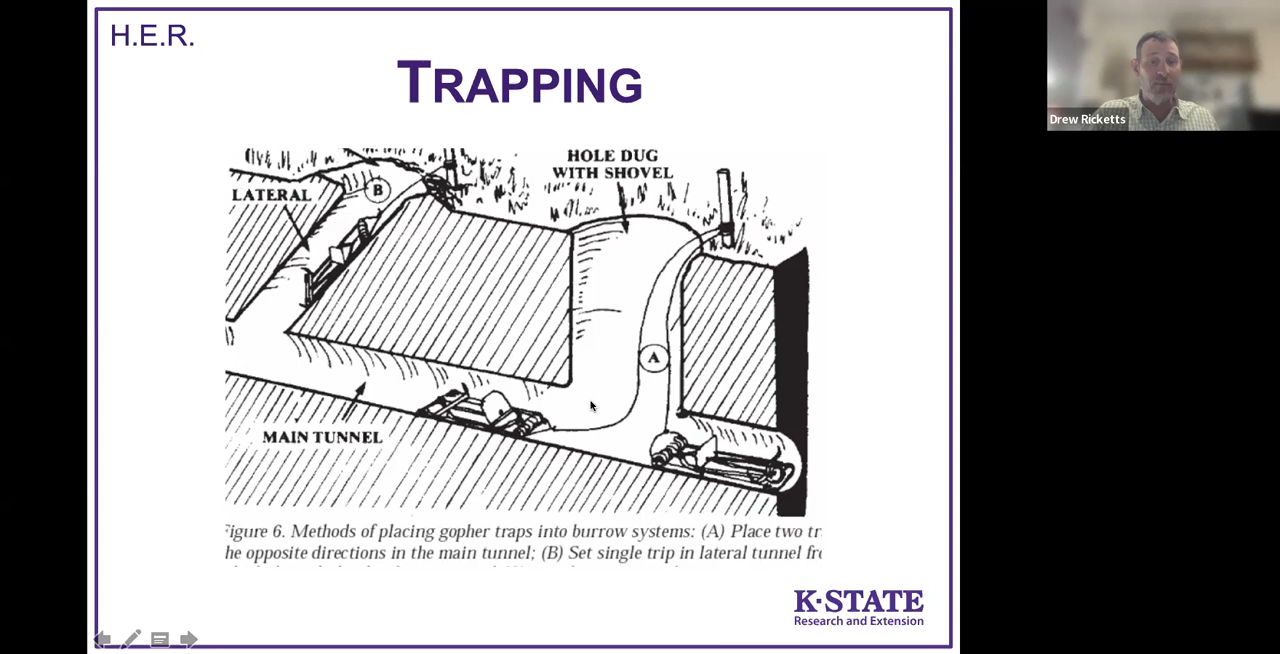 H.E.R.
TRAPPING
HOLE DUG
WITH SHOVEL
B
LATERAL
A
MAIN TUNNEL
Figure 6. Methods of placing gopher traps into burrow systems: (A) Place two
he opposite directions in the main tunnel; (B) Set single trip in lateral tunnel
K·STATE
Research and Extension
Drew Ricketts